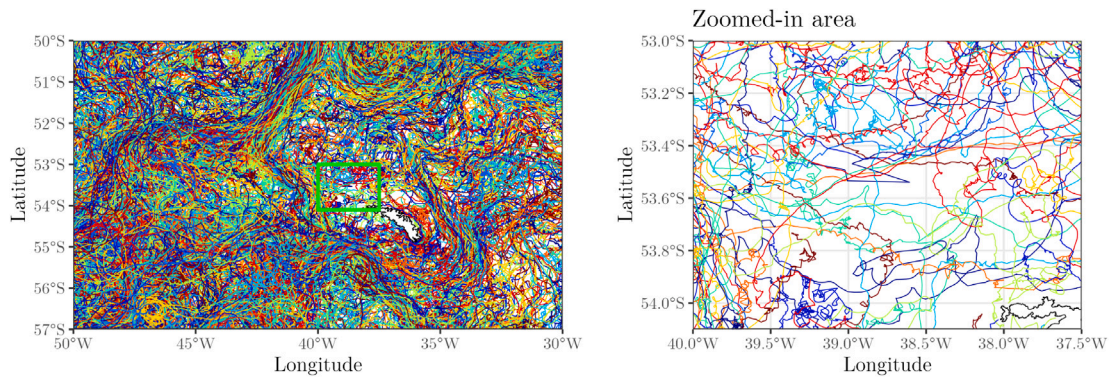 50°S
51°S
52°S
53°S
54°S
55°S
56°S
57°S
Latitude
50°W
45°W
40°W
35°W
30°W
Longitude
Zoomed-in area
53.0°S
53.2°S
53.4°S
53.6°S
53.8°S
54.0°S
Latitude
40.0°W
39.5°W
39.0°W
38.5°W
38.0°W
37.5°W
Longitude